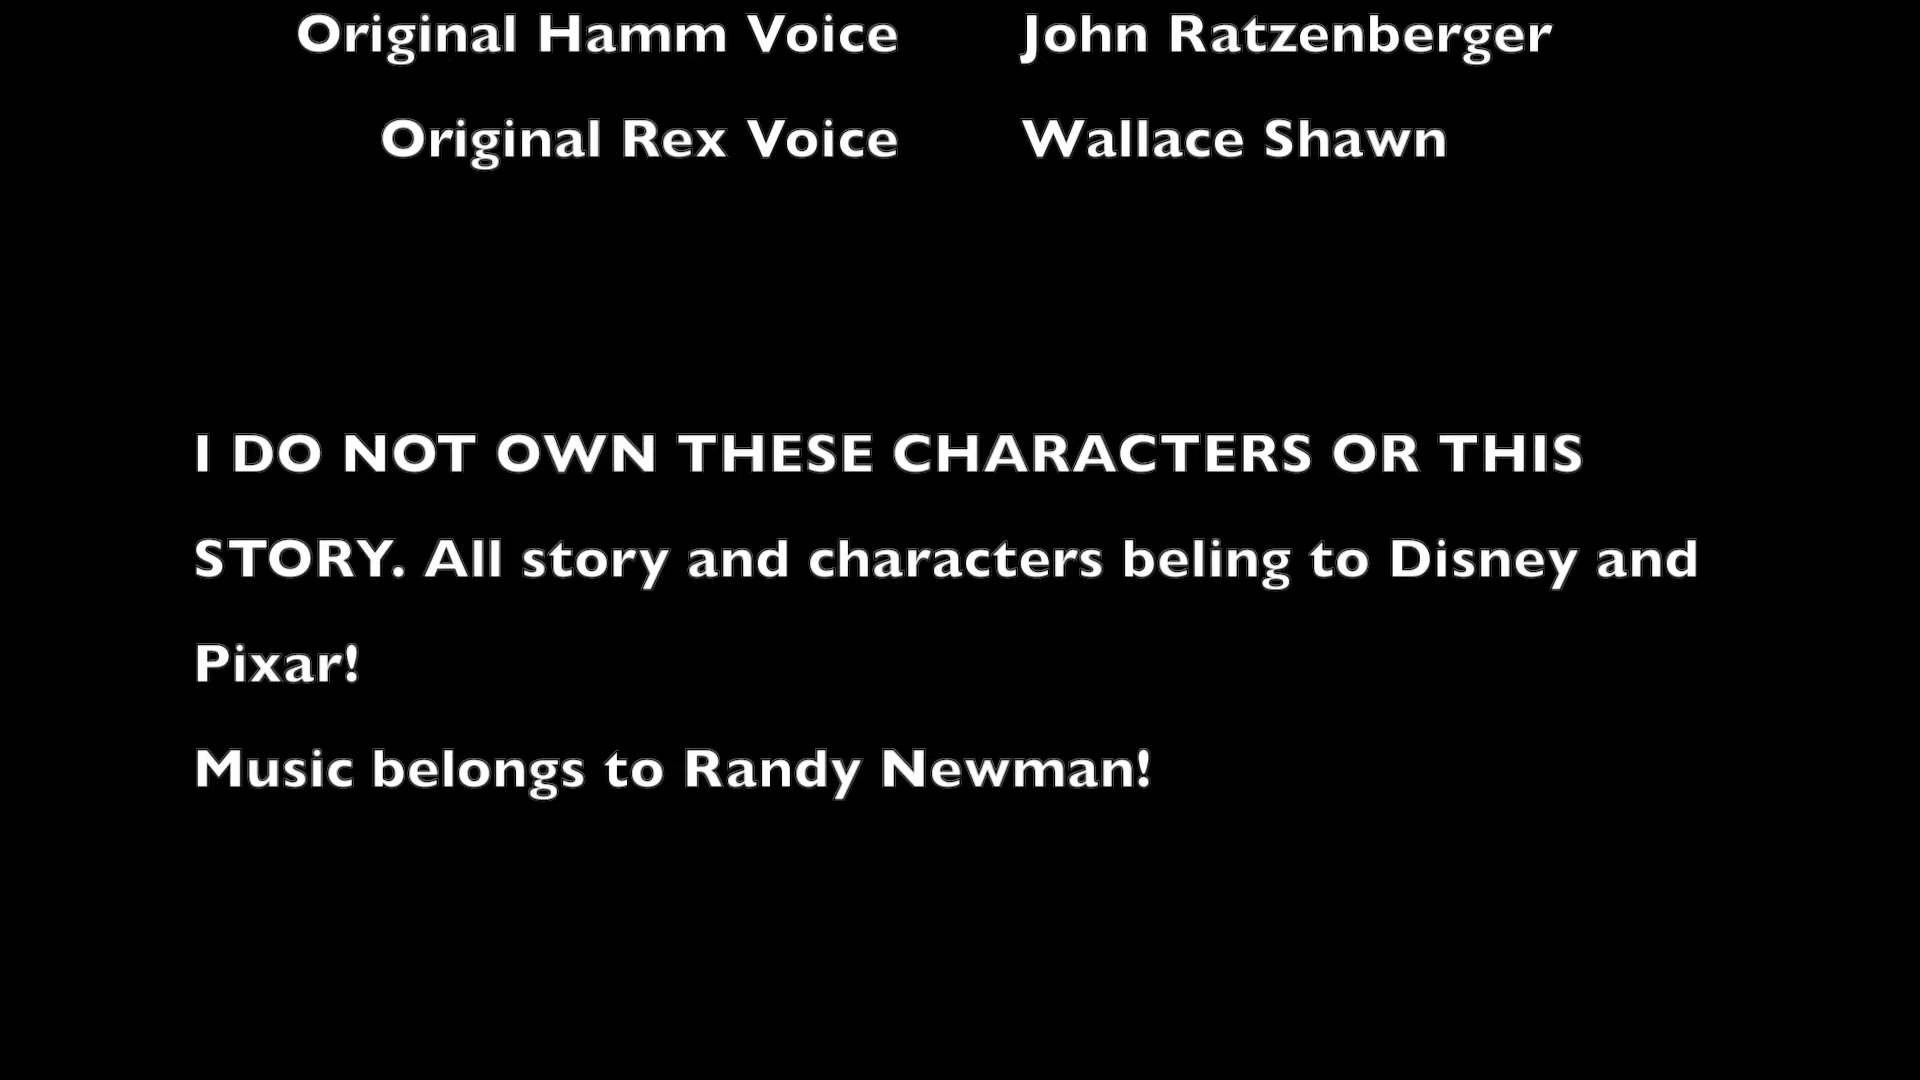 Original Hamm Voice John Ratzenberger
Original Rex Voice Wallace Shawn
I DO NOT OWN THESE CHARACTERS OR THIS
STORY. All story and characters beling to Disney and
Pixar!
Music belongs to Randy Newman!